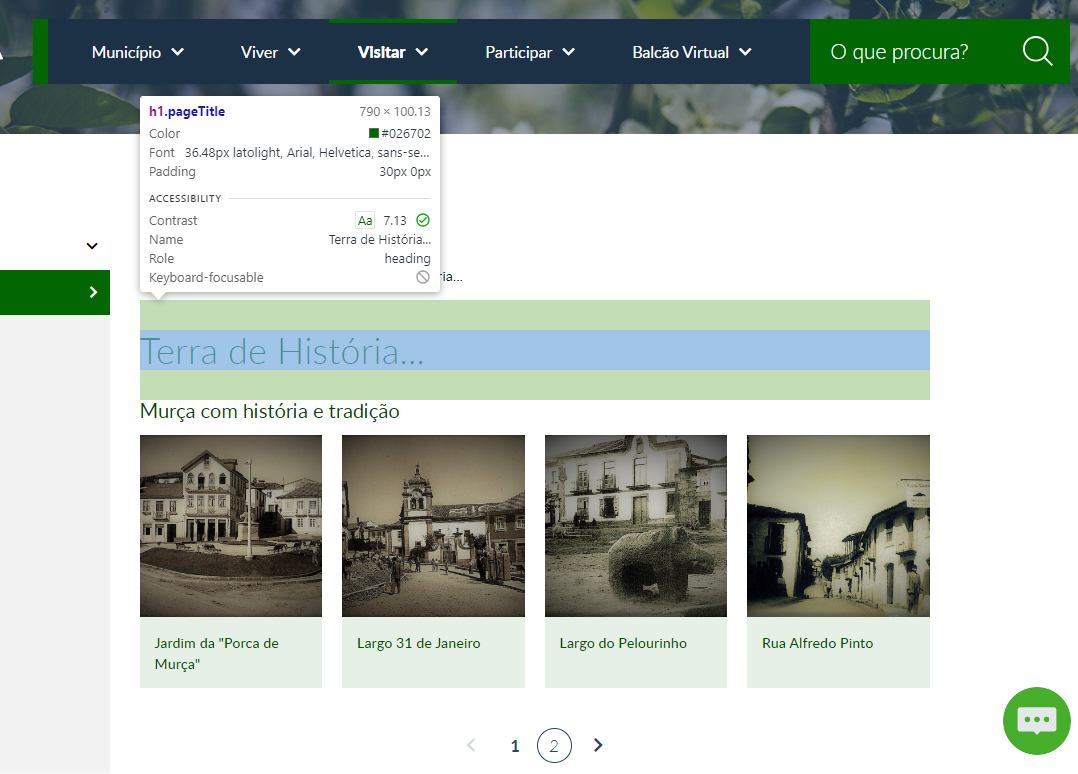 Município
Viver
Visitar
Participar
Balcão Virtual
O que procura?
h1.pageTitle 790 × 100.13
Color #026702
Font 36.48px latolight, Arial, Helvetica, sans-se...
Padding 30px 0px
ACCESSIBILITY
Contrast Aa 7.13
Name Terra de História...
Role heading
Keyboard-focusable
ria...
Terra de História...
Murça com história e tradição
Jardim da "Porca de
Murça"
Largo 31 de Janeiro
Largo do Pelourinho
Rua Alfredo Pinto
1 2